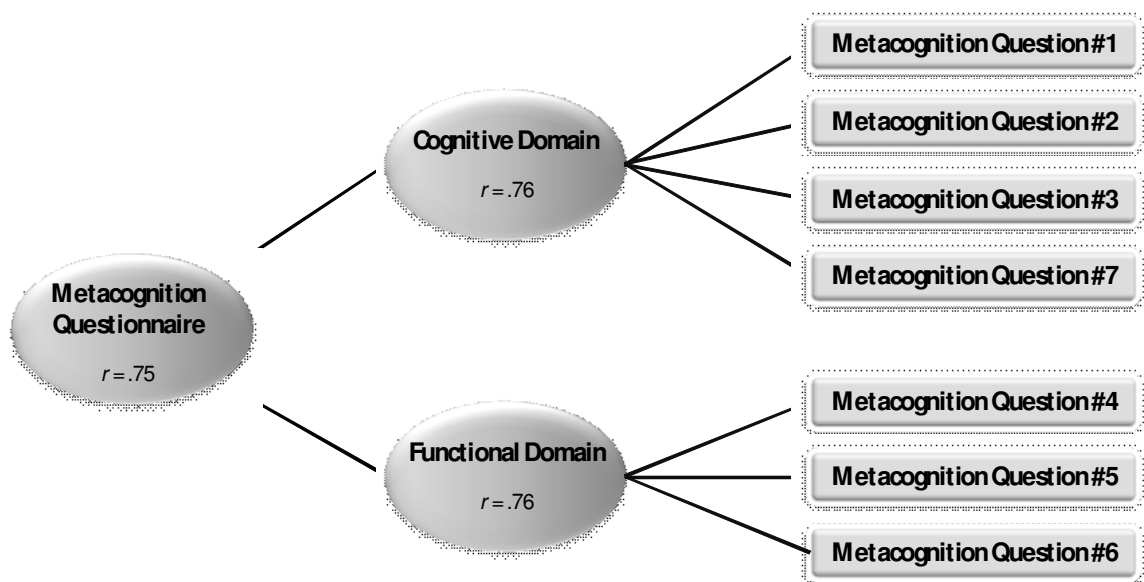 Metacognition Question #1
Metacognition Question #2
Metacognition Question #3
Metacognition Question #7
Cognitive Domain
r = .76
Metacognition
Questionnaire
r = .75
Functional Domain
r = .76
Metacognition Question #4
Metacognition Question #5
Metacognition Question #6